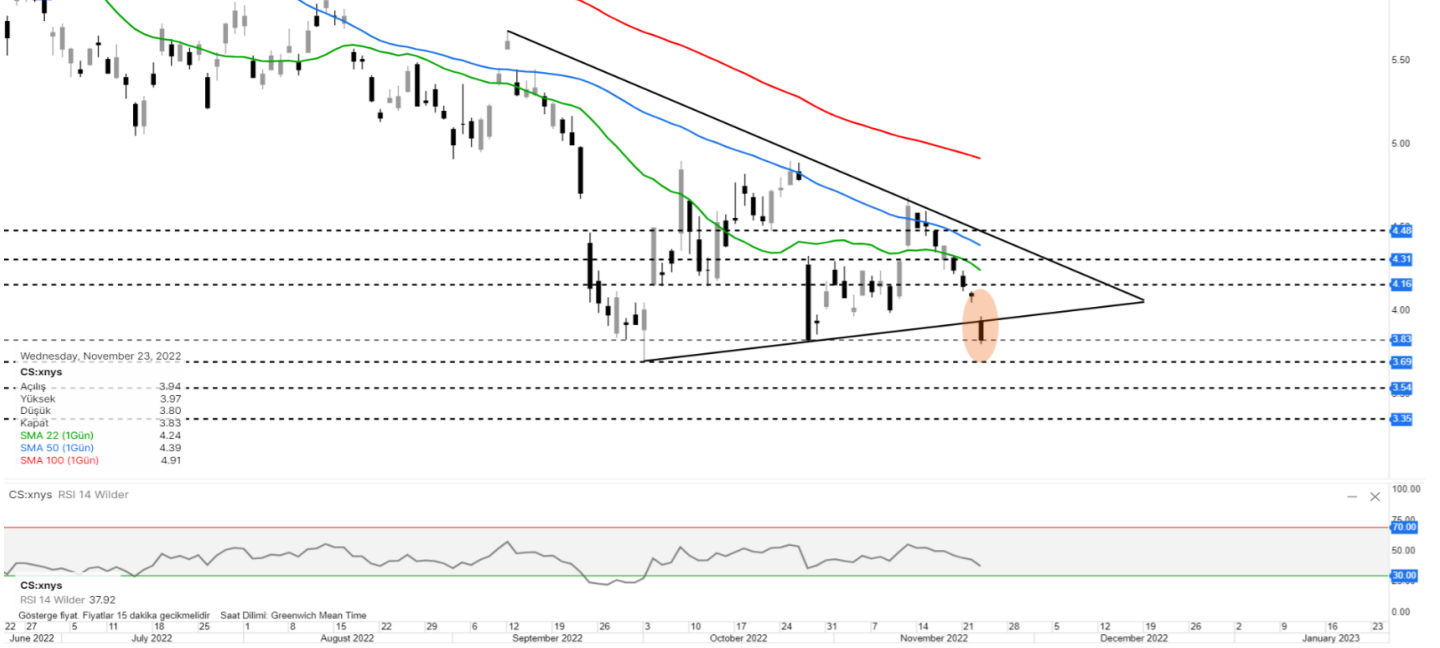 5.50
5.00
4.48
4.31
4.16
4.00
3.83
3.69
3.54
3.35
Wednesday, November 23, 2022
CS:xnys
Açılış 3.94
Yüksek 3.97
Düşük 3.80
Kapat 3.83
SMA 22 (1Gün) 4.24
SMA 50 (1Gün) 4.39
SMA 100 (1Gün) 4.91
CS:xnys RSI 14 Wilder
100.00
75.00
70.00
50.00
30.00
0.00
CS:xnys
RSI 14 Wilder 37.92
Gösterge fiyat. Fiyatlar 15 dakika gecikmelidir Saat Dilimi: Greenwich Mean Time
22 27 5 11 18 25 1 8 15 22 29 6 12 19 26 3 10 17 24 31 7 14 21 28 5 12 19 26 2 9 16 23
June 2022 July 2022 August 2022 September 2022 October 2022 November 2022 December 2022 January 2023